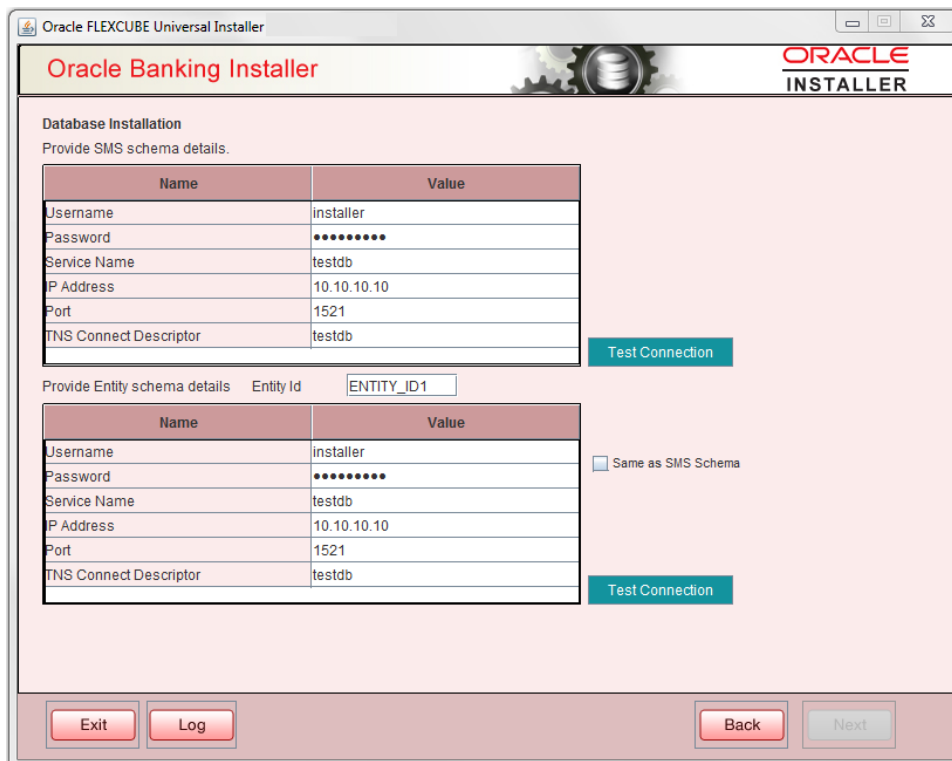 Oracle FLEXCUBE Universal Installer
Oracle Banking Installer
ORACLE
INSTALLER
Database Installation
Provide SMS schema details.
Name Value
Username installer
Password •••••••••
Service Name testdb
IP Address 10.10.10.10
Port 1521
TNS Connect Descriptor testdb
Test Connection
Provide Entity schema details Entity Id ENTITY_ID1
Name Value
Username installer
Same as SMS Schema
Password •••••••••
Service Name testdb
IP Address 10.10.10.10
Port 1521
TNS Connect Descriptor testdb
Test Connection
Exit Log Back Next